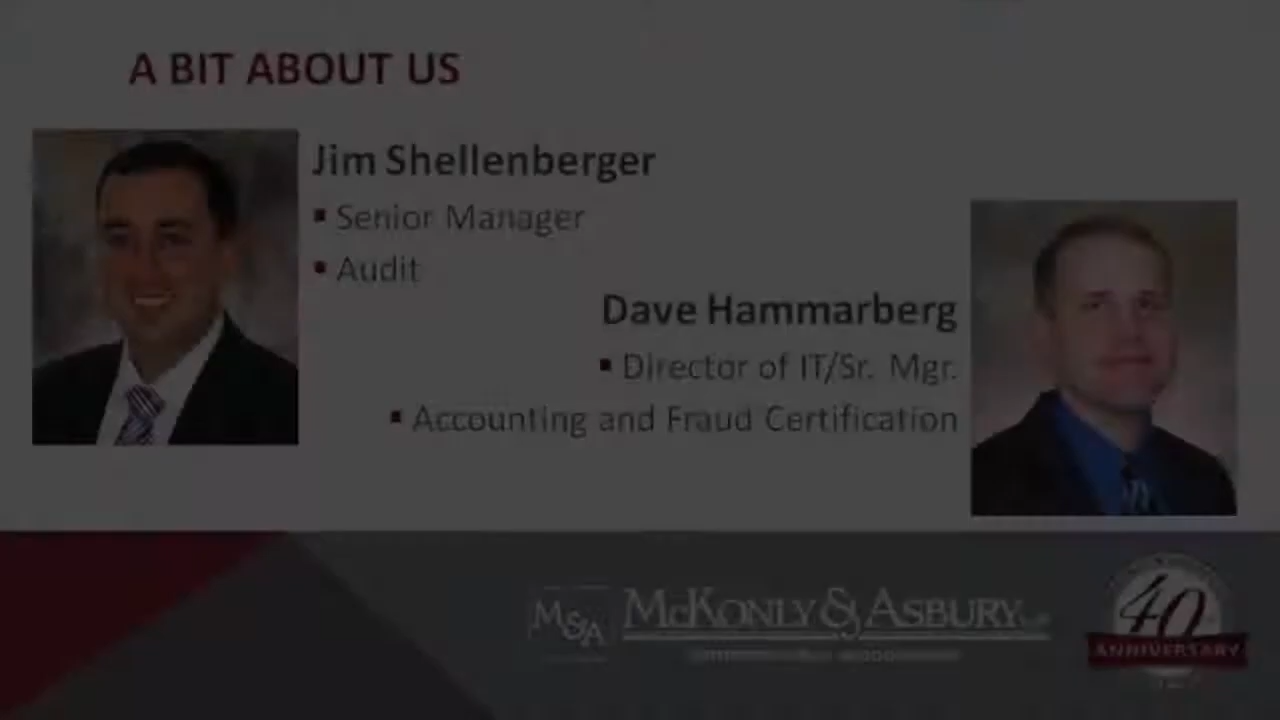 A BIT ABOUT US
Jim Shellenberger
▪ Senior Manager
▪ Audit
Dave Hammarberg
▪ Director of IT/Sr. Mgr.
▪ Accounting and Fraud Certification
M&A
McKONLY & ASBURY
40
ANNIVERSARY